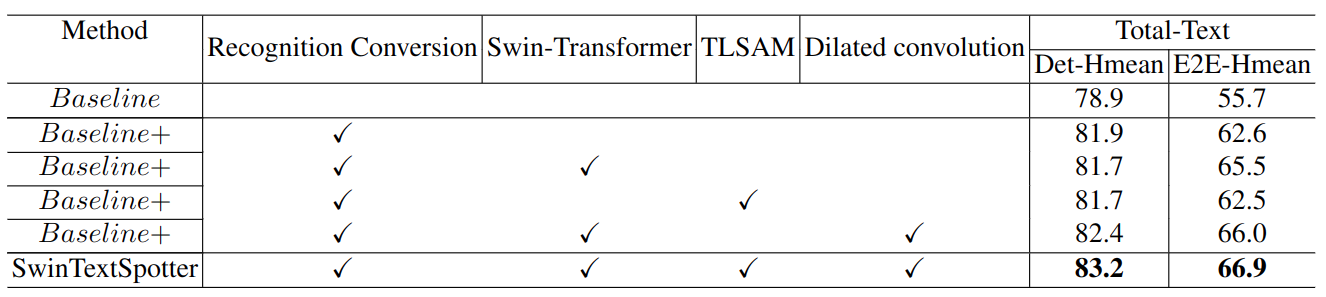 Method Recognition Conversion Swin-Transformer TLSAM Dilated convolution Total-Text
Det-Hmean E2E-Hmean
Baseline 78.9 55.7
Baseline+ ✓ 81.9 62.6
Baseline+ ✓ ✓ 81.7 65.5
Baseline+ ✓ ✓ 81.7 62.5
Baseline+ ✓ ✓ ✓ 82.4 66.0
SwinTextSpotter ✓ ✓ ✓ ✓ 83.2 66.9